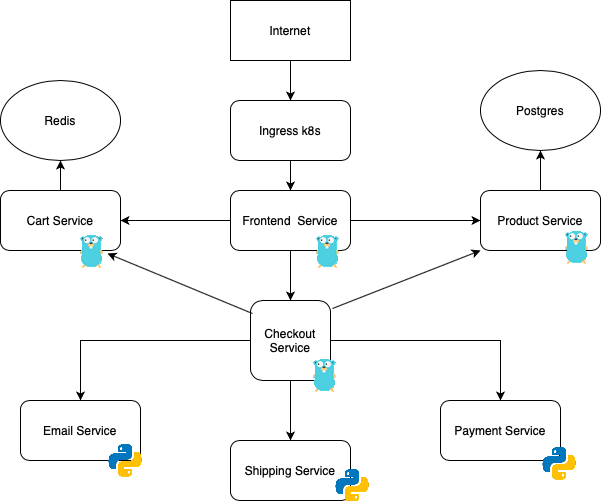 Internet
Redis
Postgres
Ingress k8s
Cart Service
Frontend  Service
Product Service
Checkout
Service
Email Service
Payment Service
Shipping Service